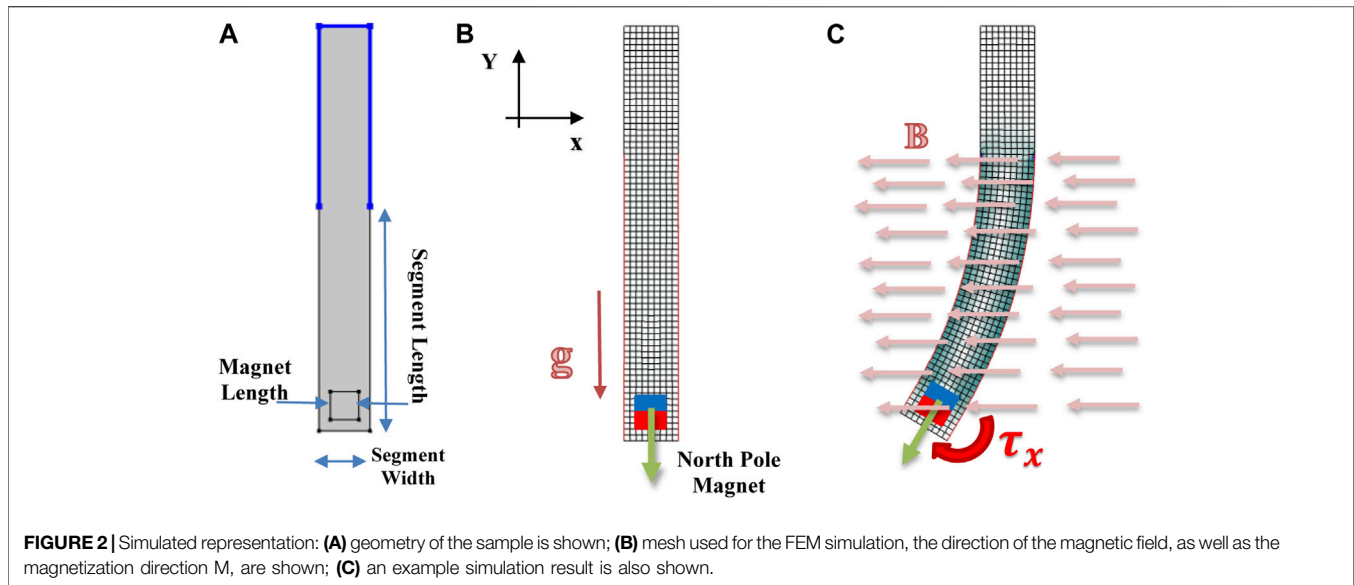 A
B
C
Y
x
B
g
Segment Length
Magnet
Length
Segment
Width
North Pole
Magnet
τx
FIGURE 2 | Simulated representation: (A) geometry of the sample is shown; (B) mesh used for the FEM simulation, the direction of the magnetic field, as well as the
magnetization direction M, are shown; (C) an example simulation result is also shown.